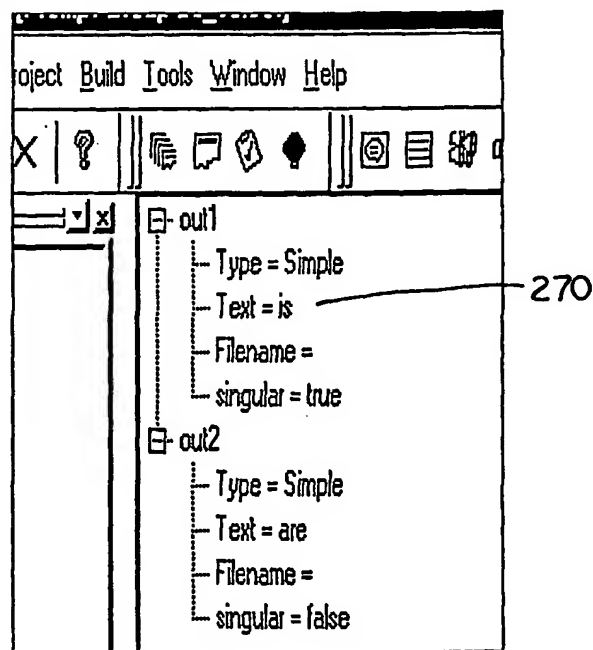 oject Build Tools Window Help
out1
Type = Simple
Text = is
270
Filename =
singular = true
out2
Type = Simple
Text = are
Filename =
singular = false